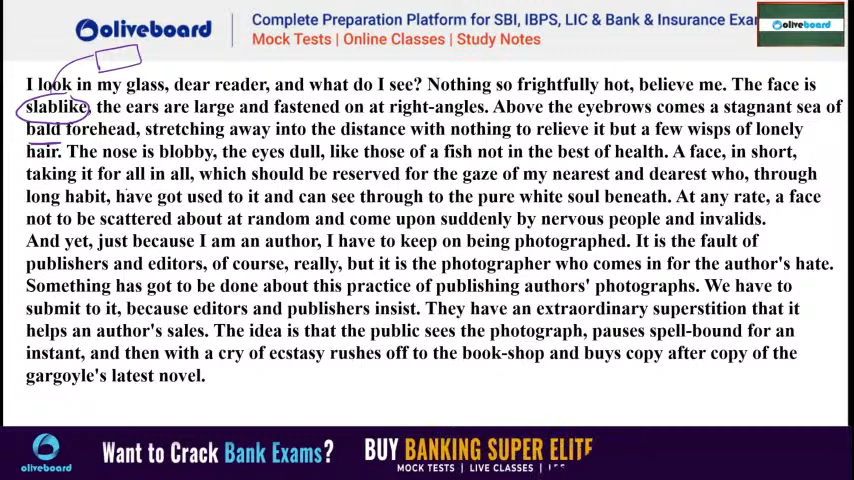 oliveboard
Complete Preparation Platform for SBI, IBPS, LIC & Bank & Insurance Exa
Mock Tests | Online Classes | Study Notes
oliveboard
I look in my glass, dear reader, and what do I see? Nothing so frightfully hot, believe me. The face is
slablike, the ears are large and fastened on at right-angles. Above the eyebrows comes a stagnant sea of
bald forehead, stretching away into the distance with nothing to relieve it but a few wisps of lonely
hair. The nose is blobby, the eyes dull, like those of a fish not in the best of health. A face, in short,
taking it for all in all, which should be reserved for the gaze of my nearest and dearest who, through
long habit, have got used to it and can see through to the pure white soul beneath. At any rate, a face
not to be scattered about at random and come upon suddenly by nervous people and invalids.
And yet, just because I am an author, I have to keep on being photographed. It is the fault of
publishers and editors, of course, really, but it is the photographer who comes in for the author's hate.
Something has got to be done about this practice of publishing authors' photographs. We have to
submit to it, because editors and publishers insist. They have an extraordinary superstition that it
helps an author's sales. The idea is that the public sees the photograph, pauses spell-bound for an
instant, and then with a cry of ecstasy rushes off to the book-shop and buys copy after copy of the
gargoyle's latest novel.
oliveboard
Want to Crack Bank Exams?
BUY BANKING SUPER ELITE
MOCK TESTS | LIVE CLASSES |